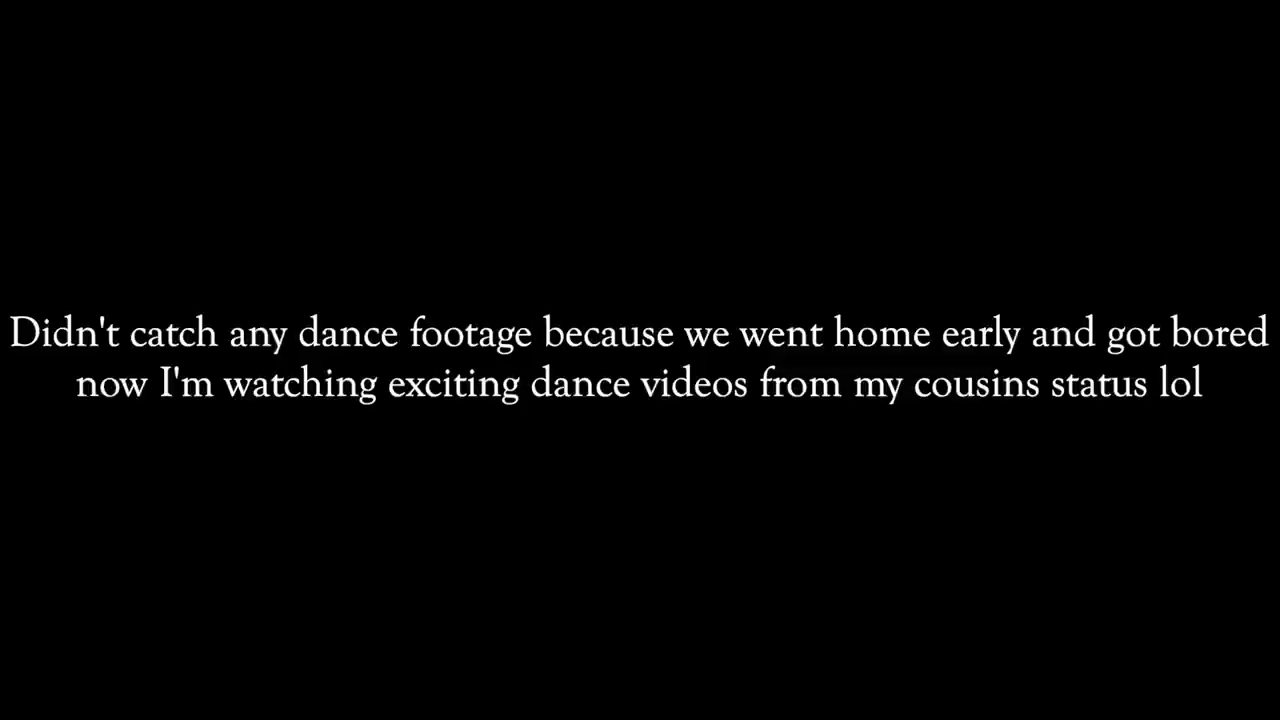 Didn't catch any dance footage because we went home early and got bored
now I'm watching exciting dance videos from my cousins status lol